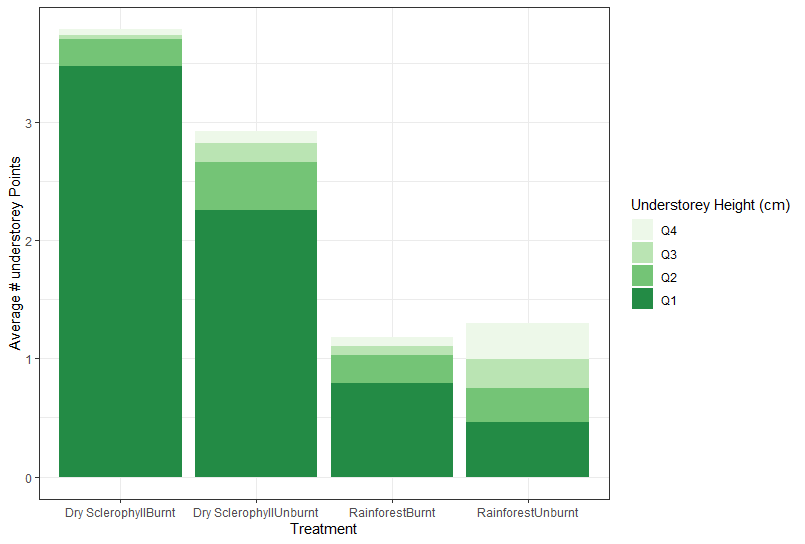 Average # understorey Points
3
2
1
0
Dry SclerophyllBurnt
Dry SclerophyllUnburnt
RainforestBurnt
RainforestUnburnt
Treatment
Understorey Height (cm)
Q4
Q3
Q2
Q1